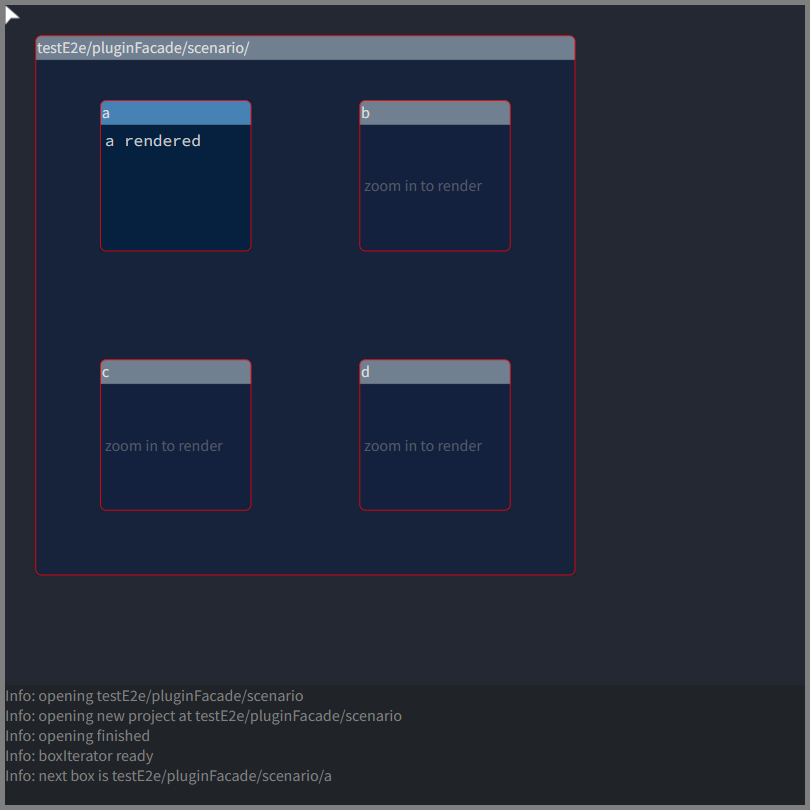 testE2e/pluginFacade/scenario/
a
b
a rendered
zoom in to render
c
d
zoom in to render
zoom in to render
Info: opening testE2e/pluginFacade/scenario
Info: opening new project at testE2e/pluginFacade/scenario
Info: opening finished
Info: boxIterator ready
Info: next box is testE2e/pluginFacade/scenario/a